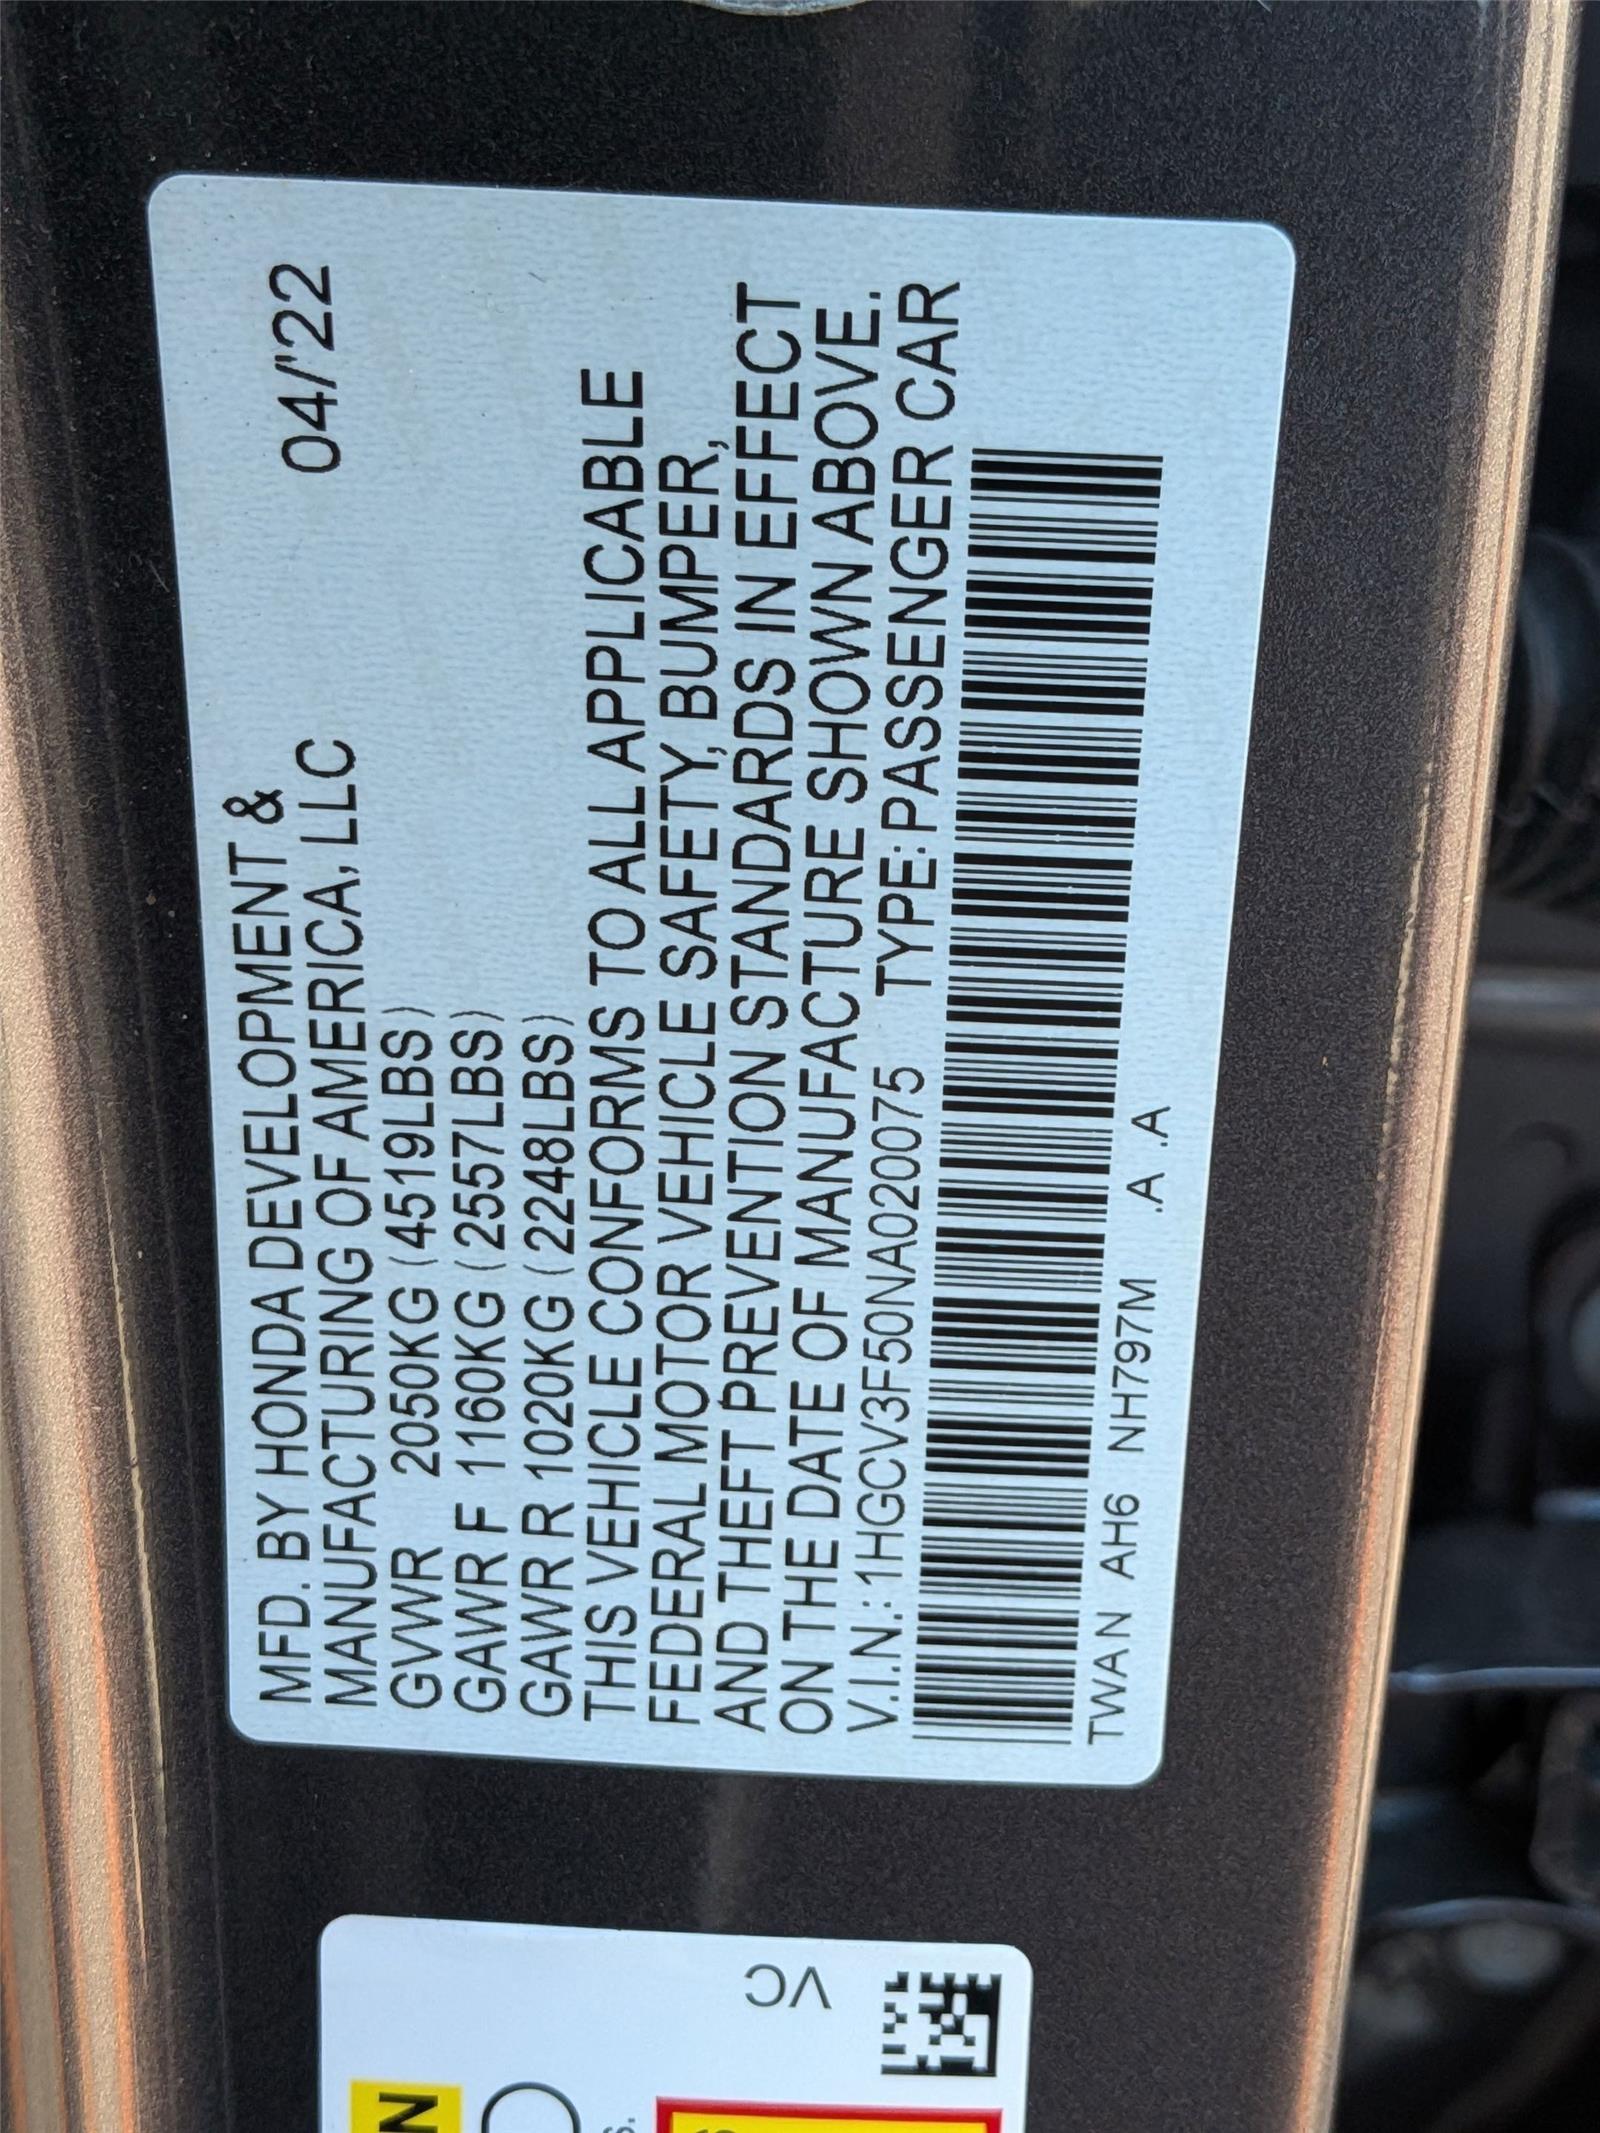 MFD. BY HONDA DEVELOPMENT &
MANUFACTURING OF AMERICA, LLC 04/'22
GVWR 2050KG (4519LBS)
GAWR F 1160KG (2557LBS)
GAWR R 1020KG (2248LBS)
THIS VEHICLE CONFORMS TO ALL APPLICABLE
FEDERAL MOTOR VEHICLE SAFETY, BUMPER,
AND THEFT PREVENTION STANDARDS IN EFFECT
ON THE DATE OF MANUFACTURE SHOWN ABOVE.
V.I.N.: 1HGCV3F50NA020075 TYPE: PASSENGER CAR
TWAN AH6 NH797M .A .A
VC